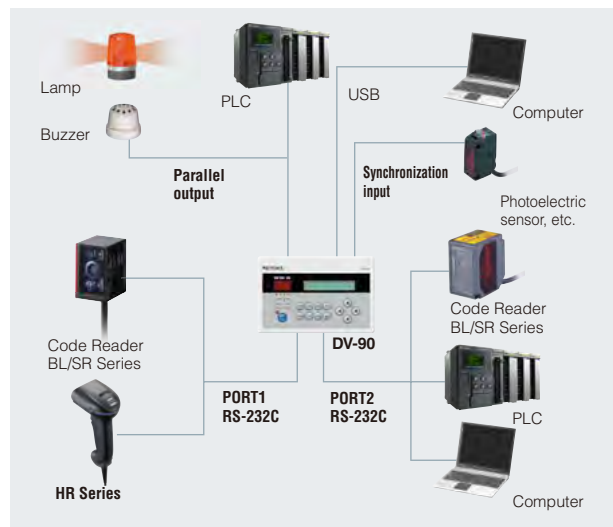 Lamp
PLC
USB
Computer
Buzzer
Parallel
output
Synchronization
input
Photoelectric
sensor, etc.
KEYENCE
DV-90
Code Reader
BL/SR Series
Code Reader
BL/SR Series
PORT1
RS-232C
PORT2
RS-232C
PLC
HR Series
Computer